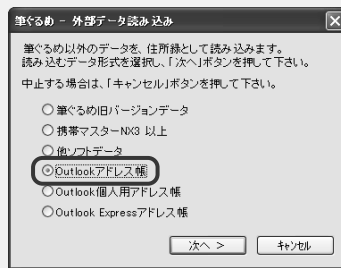 筆ぐるめ - 外部データ読み込み
筆ぐるめ以外のデータを、住所録として読み込みます。
読み込むデータ形式を選択し、「次へ」ボタンを押して下さい。
中止する場合は、「キャンセル」ボタンを押して下さい。
筆ぐるめ旧バージョンデータ
携帯マスターNX3 以上
他ソフトデータ
Outlookアドレス帳
Outlook個人用アドレス帳
Outlook Expressアドレス帳
次へ >
キャンセル